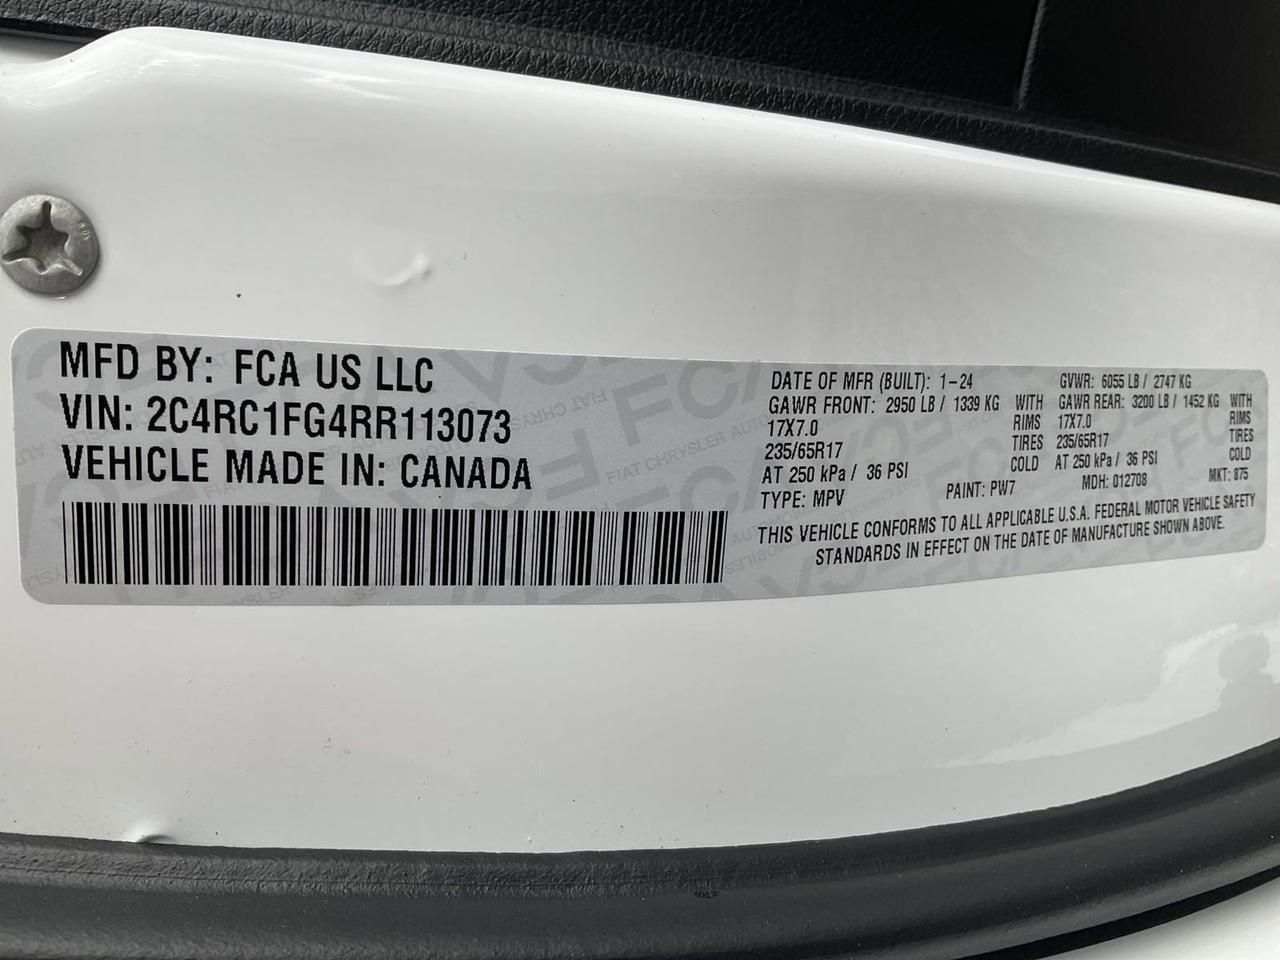 MFD BY: FCA US LLC
VIN: 2C4RC1FG4RR113073
VEHICLE MADE IN: CANADA
DATE OF MFR (BUILT): 1-24 GVWR: 6055 LB / 2747 KG
GAWR FRONT: 2950 LB / 1339 KG WITH GAWR REAR: 3200 LB / 1452 KG WITH
17X7.0 RIMS 17X7.0 RIMS
235/65R17 TIRES 235/65R17 TIRES
AT 250 kPa / 36 PSI COLD AT 250 kPa / 36 PSI COLD
TYPE: MPV PAINT: PW7 MDH: 012708 MKT: 875
THIS VEHICLE CONFORMS TO ALL APPLICABLE U.S.A. FEDERAL MOTOR VEHICLE SAFETY
STANDARDS IN EFFECT ON THE DATE OF MANUFACTURE SHOWN ABOVE.